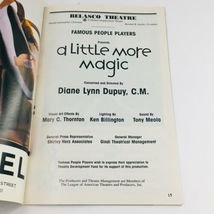 BELASCO THEATRE
FAMOUS PEOPLE PLAYERS
Presents
a Little More
Magic
Conceived and Directed By
Diane Lynn Dupuy, C.M.
Visual Art Effects By
Mary C. Thornton
Lighting By
Ken Billington
Sound By
Tony Meola
General Press Representative
Shirley Herz Associates
General Manager
Gindi Theatrical Management
Famous People Players wish to express their appreciation to
Theatre Development Fund for its support of this production.
The Producers and Theatre Management are Members of
The League of American Theatres and Producers, Inc.
17
EL
STREET